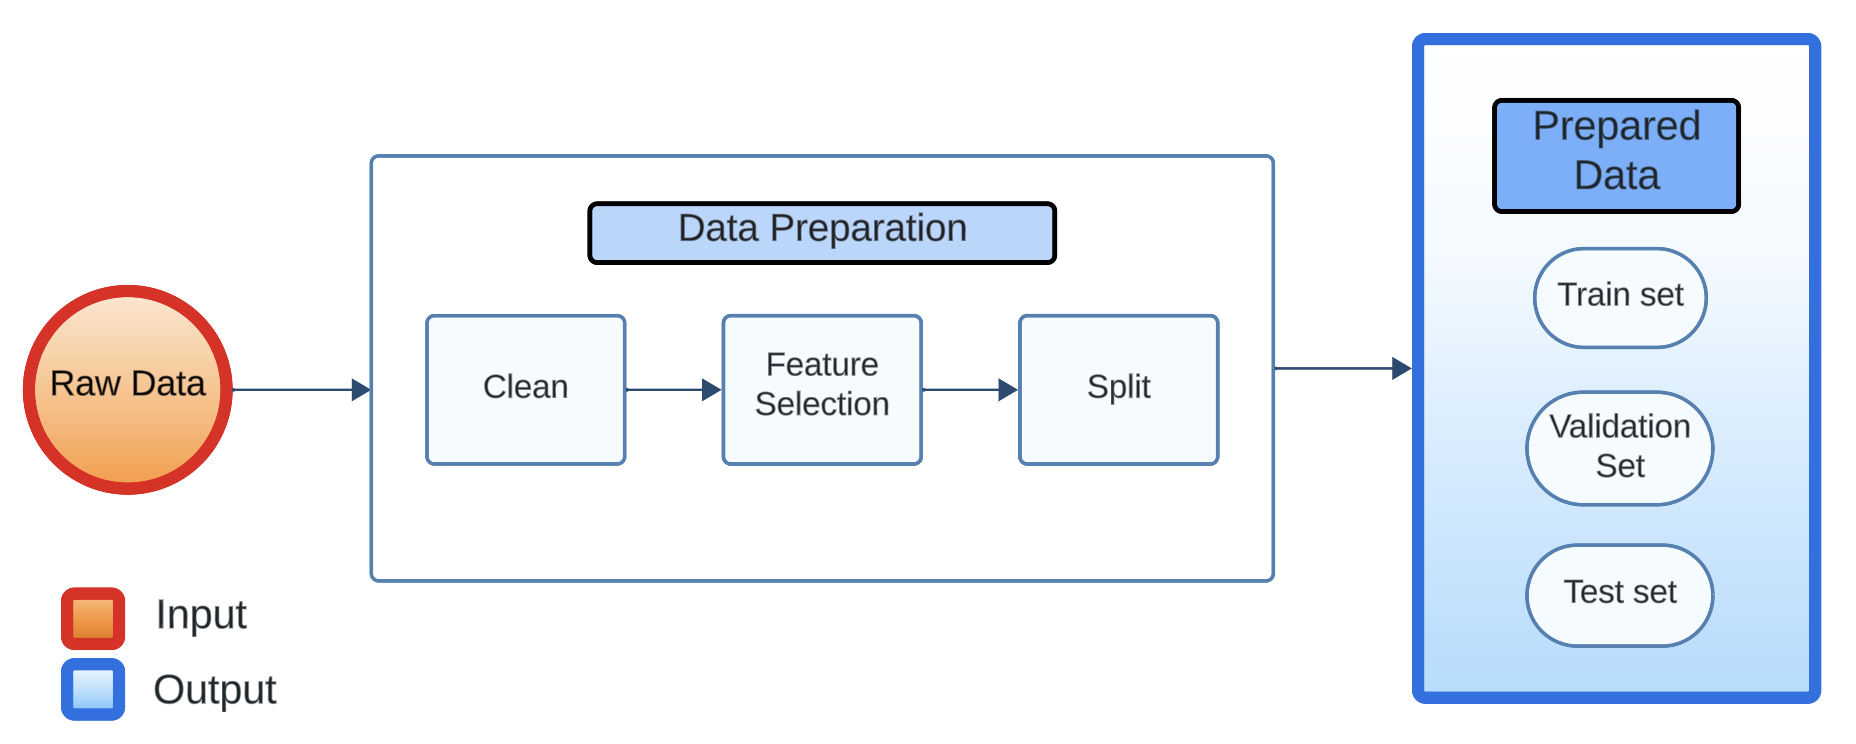 Raw Data
Data Preparation
Clean
Feature
Selection
Split
Prepared
Data
Train set
Validation
Set
Test set
Input
Output